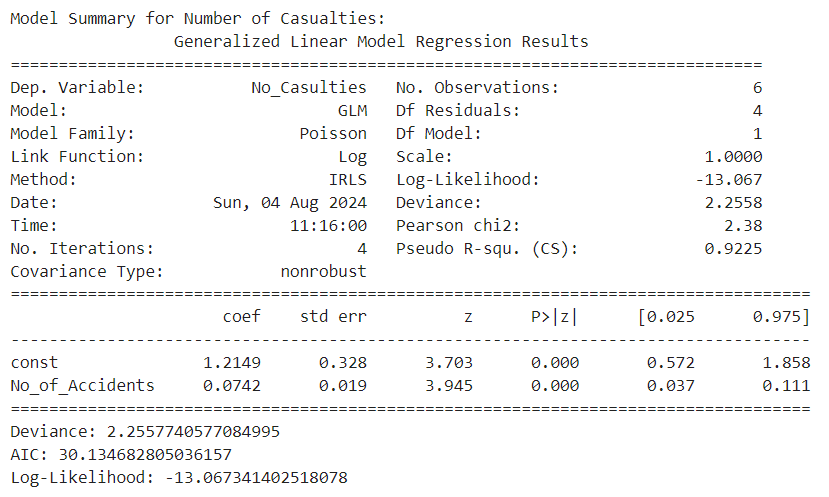 Model Summary for Number of Casualties:
Generalized Linear Model Regression Results
==============================================================================
Dep. Variable: No_Casulties No. Observations: 6
Model: GLM Df Residuals: 4
Model Family: Poisson Df Model: 1
Link Function: Log Scale: 1.0000
Method: IRLS Log-Likelihood: -13.067
Date: Sun, 04 Aug 2024 Deviance: 2.2558
Time: 11:16:00 Pearson chi2: 2.38
No. Iterations: 4 Pseudo R-squ. (CS): 0.9225
Covariance Type: nonrobust
===================================================================================
coef std err z P>|z| [0.025 0.975]
-----------------------------------------------------------------------------------
const 1.2149 0.328 3.703 0.000 0.572 1.858
No_of_Accidents 0.0742 0.019 3.945 0.000 0.037 0.111
===================================================================================
Deviance: 2.2557740577084995
AIC: 30.134682805036157
Log-Likelihood: -13.067341402518078